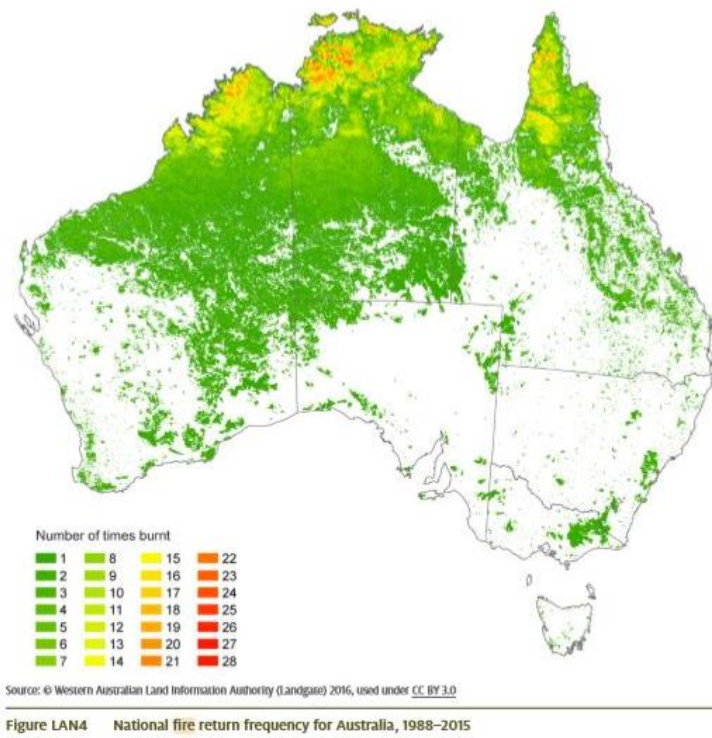 Number of times burnt
1 8 15 22
2 9 16 23
3 10 17 24
4 11 18 25
5 12 19 26
6 13 20 27
7 14 21 28
Source: © Western Australian Land Information Authority (Landgate) 2016, used under CC BY 3.0
Figure LAN4 National fire return frequency for Australia, 1988–2015